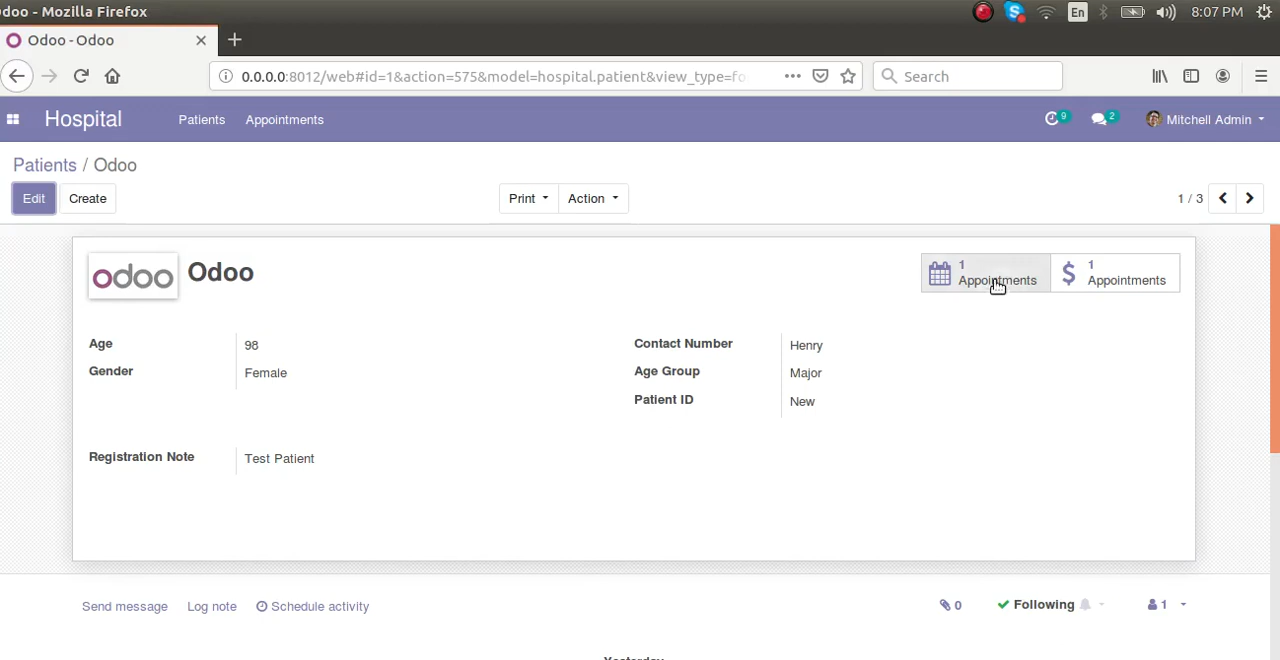 doo - Mozilla Firefox
En
8:07 PM
Odoo - Odoo
0.0.0.0:8012/web#id=1&action=575&model=hospital.patient&view_type=fo
Search
Hospital
Patients
Appointments
9
2
Mitchell Admin
Patients / Odoo
Edit
Create
Print
Action
1 / 3
odoo
Odoo
1
Appointments
1
Appointments
Age
98
Contact Number
Henry
Gender
Female
Age Group
Major
Patient ID
New
Registration Note
Test Patient
Send message
Log note
Schedule activity
0
Following
1
Yesterday